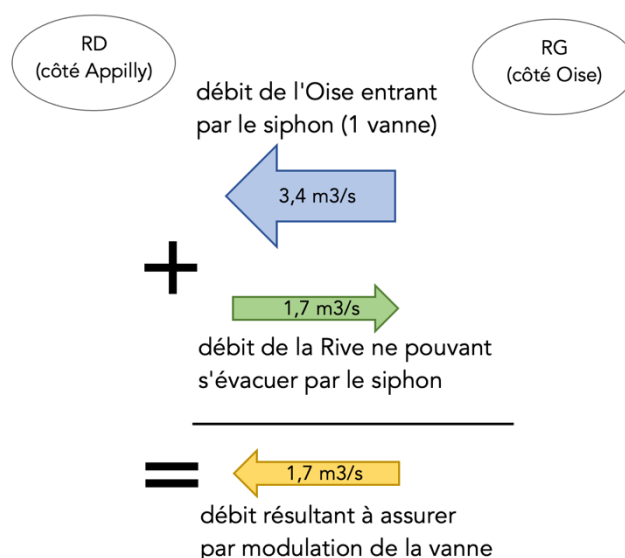 RD
(côté Appilly)
RG
(côté Oise)
débit de l'Oise entrant
par le siphon (1 vanne)
3,4 m3/s
+
1,7 m3/s
débit de la Rive ne pouvant
s'évacuer par le siphon
=
1,7 m3/s
débit résultant à assurer
par modulation de la vanne